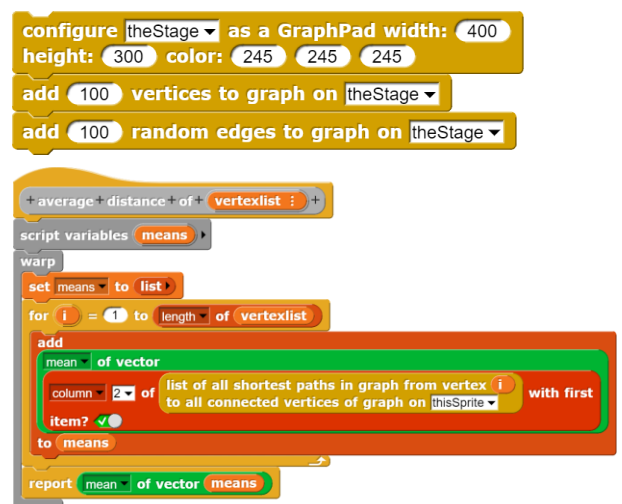 configure theStage as a GraphPad width: 400
height: 300 color: 245 245 245
add 100 vertices to graph on theStage
add 100 random edges to graph on theStage
+ average + distance + of + vertexlist ⋮ +
script variables means
warp
set means to list
for i = 1 to length of vertexlist
add
mean of vector
column 2 of list of all shortest paths in graph from vertex i
to all connected vertices of graph on thisSprite with first
item?
to means
report mean of vector means